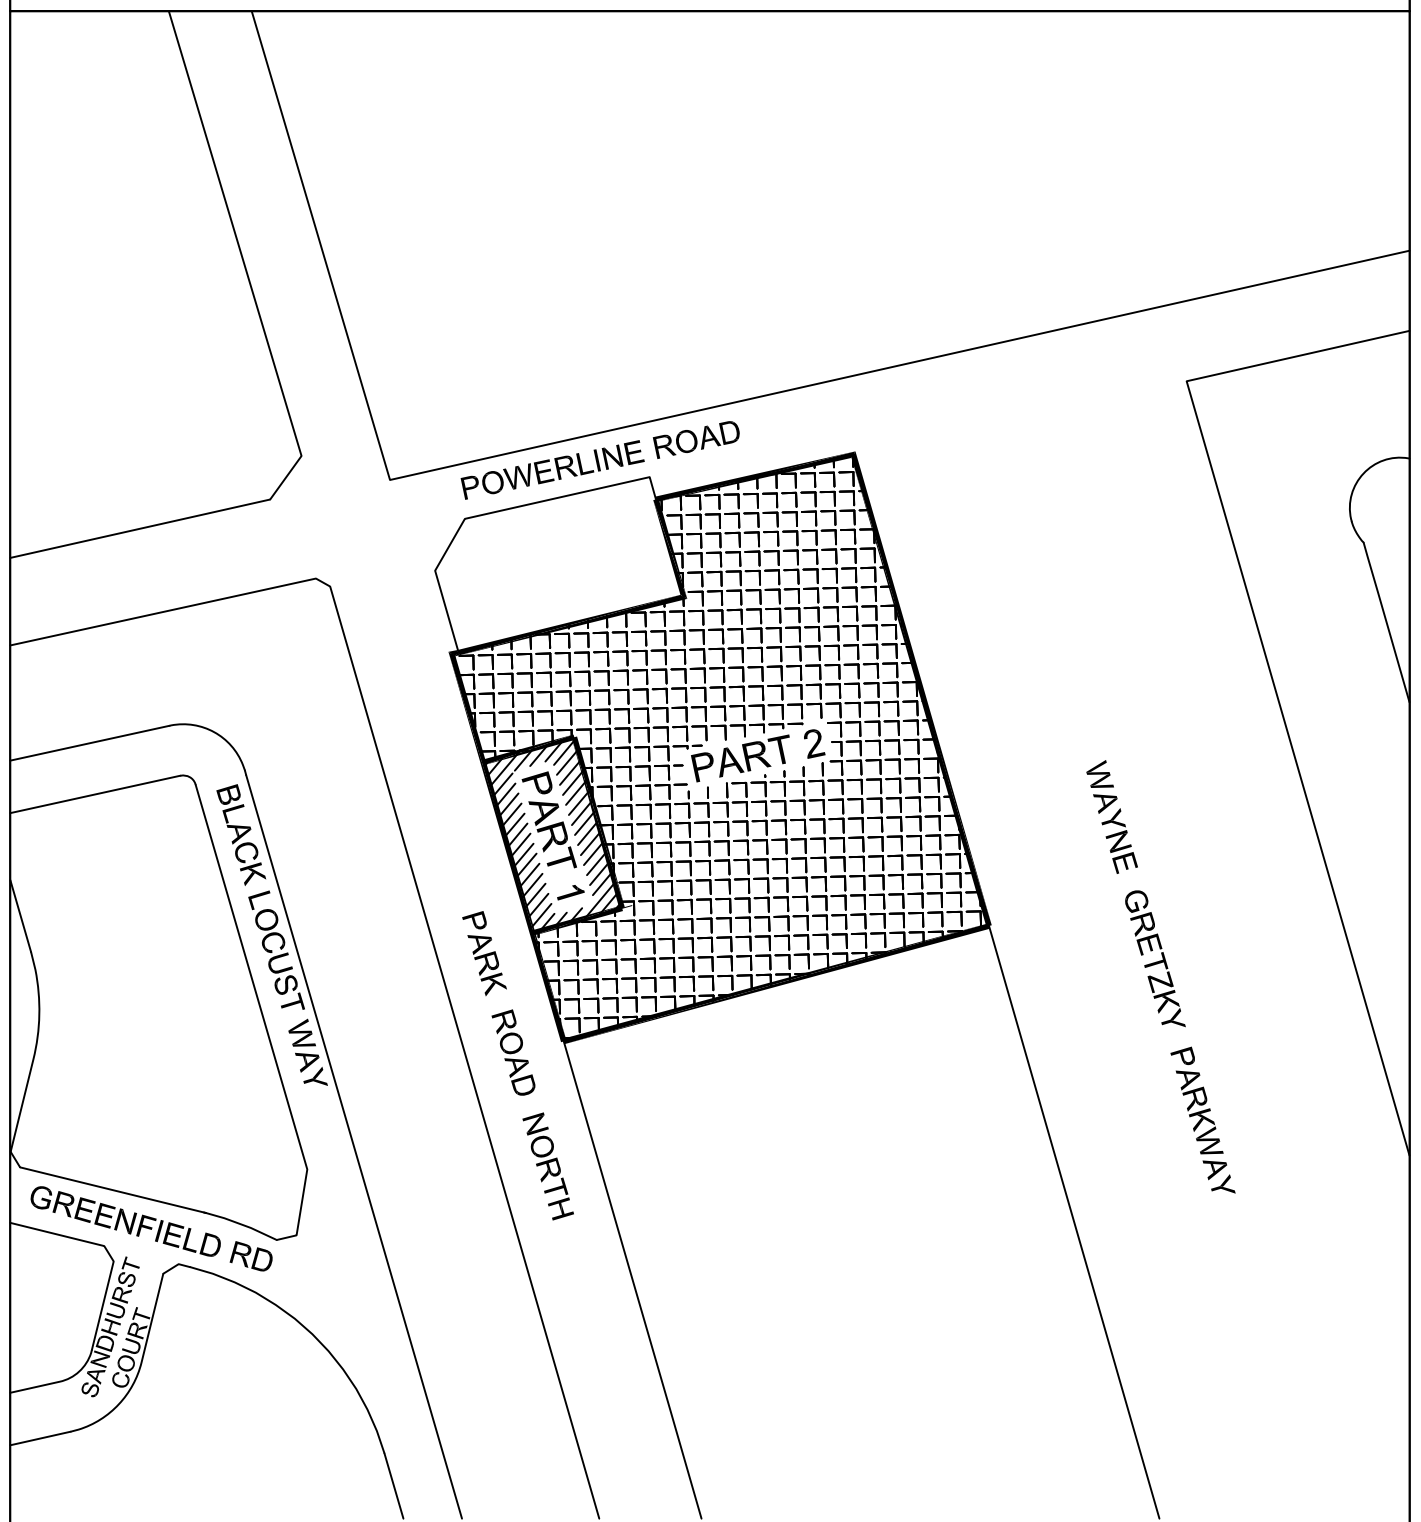 POWERLINE ROAD
PART 2
PART 1
BLACK LOCUST WAY
PARK ROAD NORTH
WAYNE GRETZKY PARKWAY
GREENFIELD RD
SANDHURST
COURT